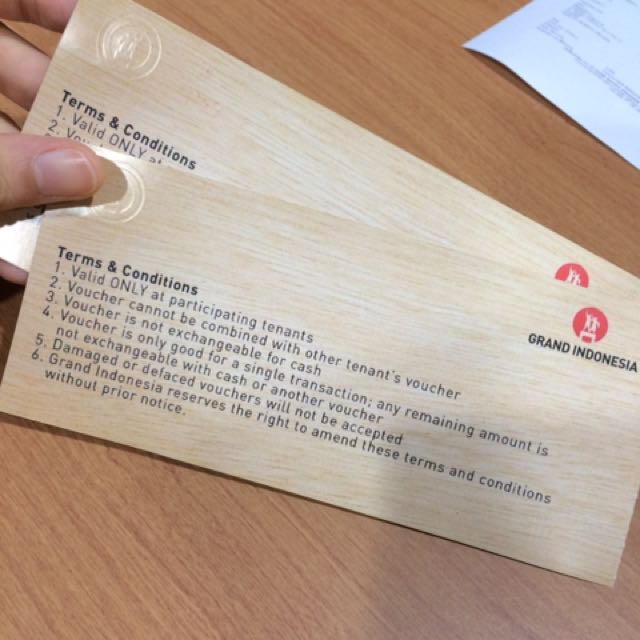 Terms & Conditions
1. Valid ONLY at
2.
Terms & Conditions
1. Valid ONLY at participating tenants
2. Voucher cannot be combined with other tenant's voucher
3. Voucher is not exchangeable for cash
4. Voucher is only good for a single transaction, any remaining amount is
not exchangeable with cash or another voucher
5. Damaged or defaced vouchers will not be accepted
6. Grand Indonesia reserves the right to amend these terms and conditions
without prior notice.
GRAND INDONESIA